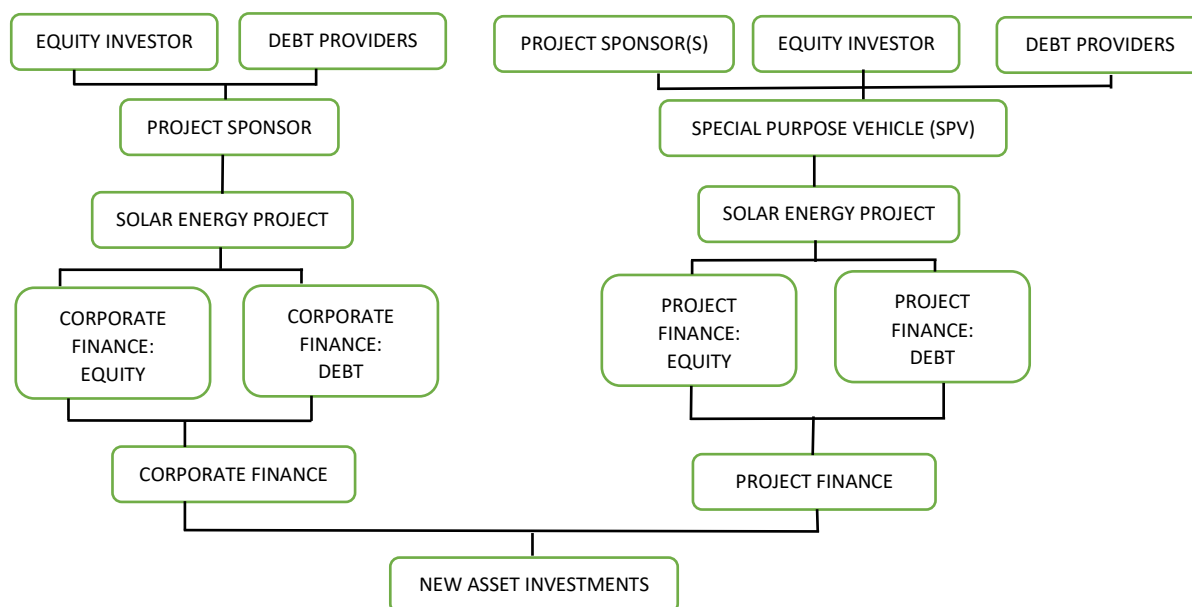 EQUITY INVESTOR
DEBT PROVIDERS
PROJECT SPONSOR(S)
EQUITY INVESTOR
DEBT PROVIDERS
PROJECT SPONSOR
SPECIAL PURPOSE VEHICLE (SPV)
SOLAR ENERGY PROJECT
SOLAR ENERGY PROJECT
CORPORATE
FINANCE:
EQUITY
CORPORATE
FINANCE:
DEBT
PROJECT
FINANCE:
EQUITY
PROJECT
FINANCE:
DEBT
CORPORATE FINANCE
PROJECT FINANCE
NEW ASSET INVESTMENTS